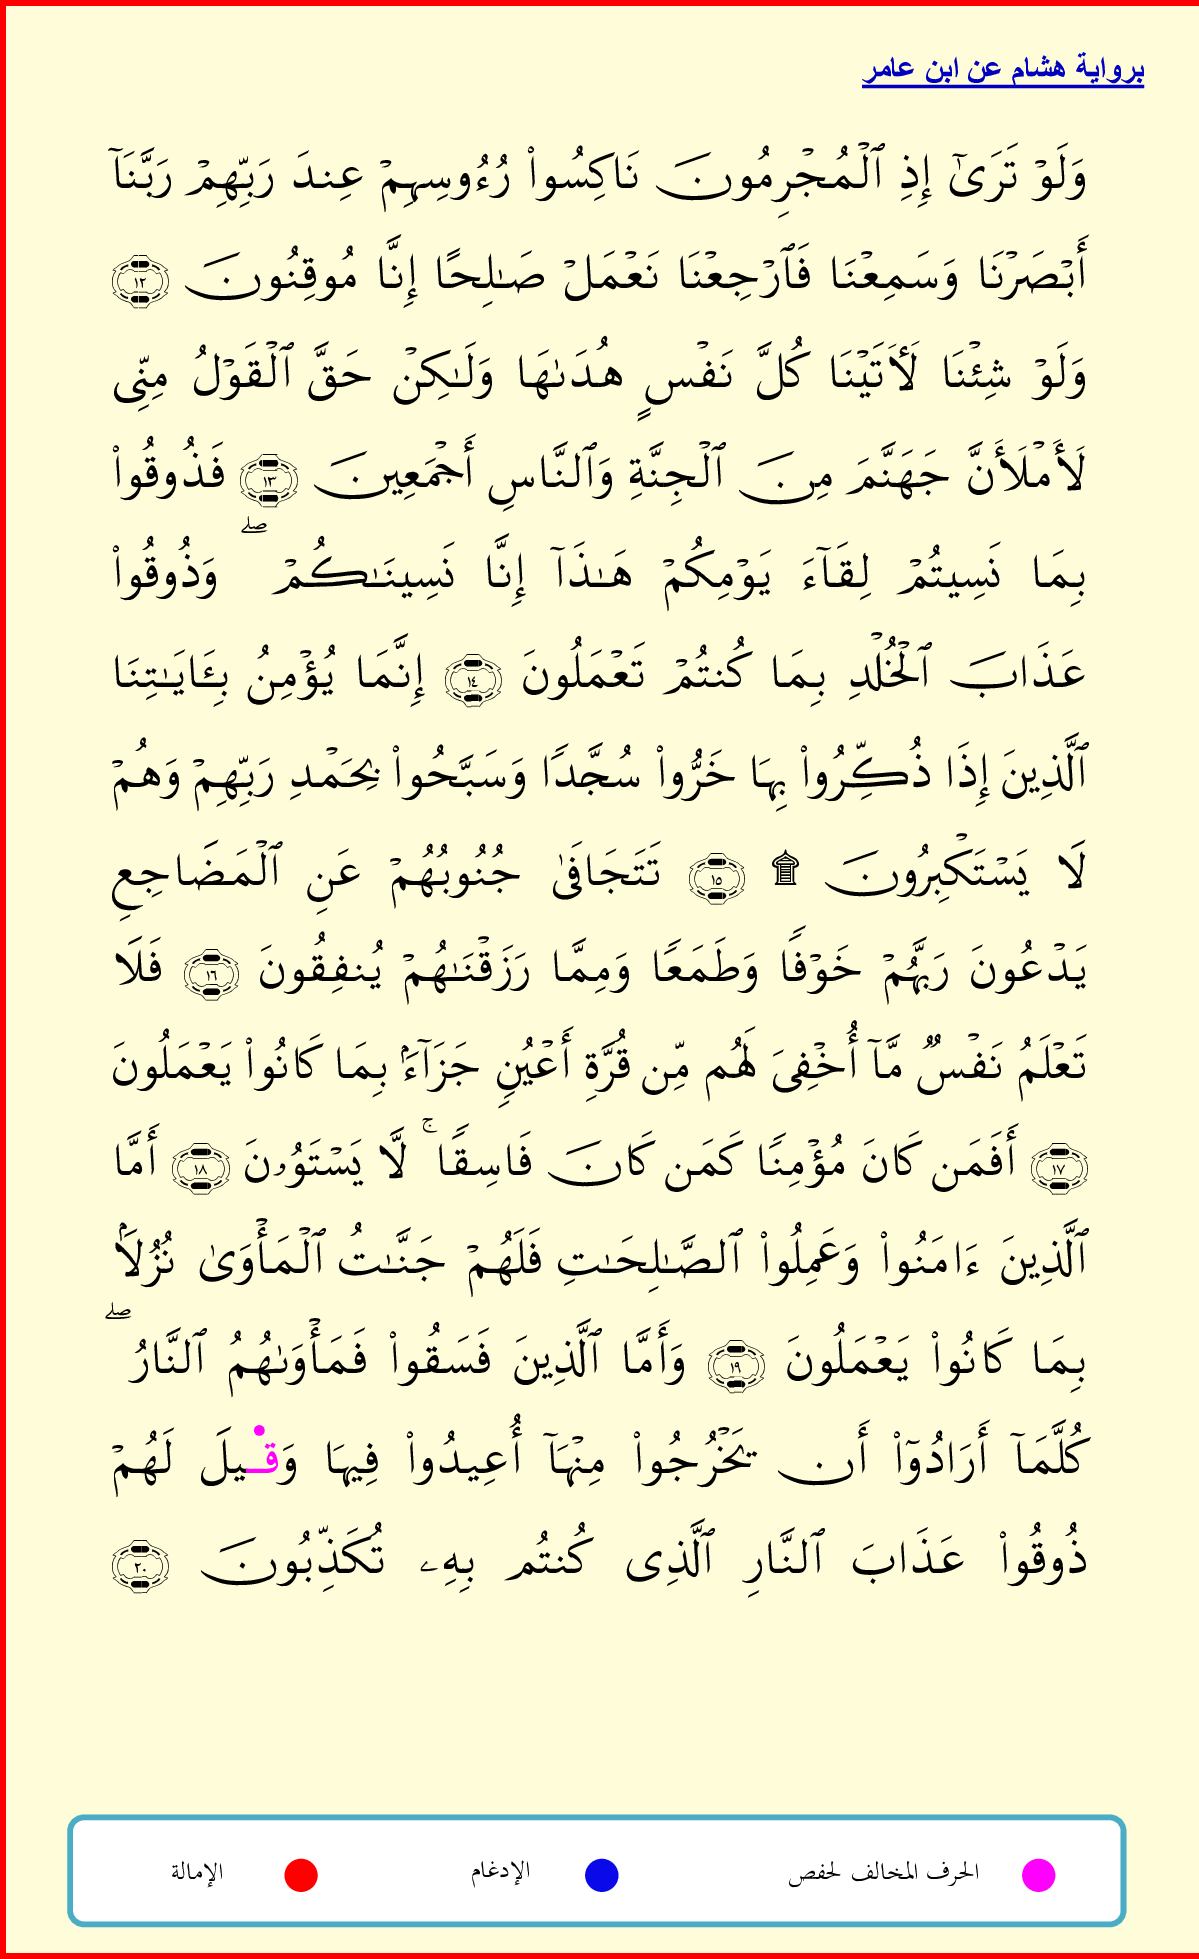 برواية هشام عن ابن عامر
وَلَوْ تَرَىٰٓ إِذِ ٱلْمُجْرِمُونَ نَاكِسُوا۟ رُءُوسِهِمْ عِندَ رَبِّهِمْ رَبَّنَآ
أَبْصَرْنَا وَسَمِعْنَا فَٱرْجِعْنَا نَعْمَلْ صَـٰلِحًا إِنَّا مُوقِنُونَ ١٢
وَلَوْ شِئْنَا لَأٓتَيْنَا كُلَّ نَفْسٍ هُدَىٰهَا وَلَـٰكِنْ حَقَّ ٱلْقَوْلُ مِنِّى
لَأَمْلَأَنَّ جَهَنَّمَ مِنَ ٱلْجِنَّةِ وَٱلنَّاسِ أَجْمَعِينَ ١٣ فَذُوقُوا۟
بِمَا نَسِيتُمْ لِقَآءَ يَوْمِكُمْ هَـٰذَآ إِنَّا نَسِينَـٰكُمْ ۖ وَذُوقُوا۟
عَذَابَ ٱلْخُلْدِ بِمَا كُنتُمْ تَعْمَلُونَ ١٤ إِنَّمَا يُؤْمِنُ بِـَٔايَـٰتِنَا
ٱلَّذِينَ إِذَا ذُكِّرُوا۟ بِهَا خَرُّوا۟ سُجَّدًا وَسَبَّحُوا۟ بِحَمْدِ رَبِّهِمْ وَهُمْ
لَا يَسْتَكْبِرُونَ ۩ ١٥ تَتَجَافَىٰ جُنُوبُهُمْ عَنِ ٱلْمَضَاجِعِ
يَدْعُونَ رَبَّهُمْ خَوْفًا وَطَمَعًا وَمِمَّا رَزَقْنَـٰهُمْ يُنفِقُونَ ١٦ فَلَا
تَعْلَمُ نَفْسٌ مَّآ أُخْفِىَ لَهُم مِّن قُرَّةِ أَعْيُنٍ جَزَآءًۢ بِمَا كَانُوا۟ يَعْمَلُونَ
١٧ أَفَمَن كَانَ مُؤْمِنًا كَمَن كَانَ فَاسِقًا ۚ لَّا يَسْتَوُۥنَ ١٨ أَمَّا
ٱلَّذِينَ ءَامَنُوا۟ وَعَمِلُوا۟ ٱلصَّـٰلِحَـٰتِ فَلَهُمْ جَنَّـٰتُ ٱلْمَأْوَىٰ نُزُلًۢا
بِمَا كَانُوا۟ يَعْمَلُونَ ١٩ وَأَمَّا ٱلَّذِينَ فَسَقُوا۟ فَمَأْوَىٰهُمُ ٱلنَّارُ ۖ
كُلَّمَآ أَرَادُوٓا۟ أَن يَخْرُجُوا۟ مِنْهَآ أُعِيدُوا۟ فِيهَا وَقِيلَ لَهُمْ
ذُوقُوا۟ عَذَابَ ٱلنَّارِ ٱلَّذِى كُنتُم بِهِۦ تُكَذِّبُونَ ٢٠
الحرف المخالف لحفص الإدغام الإمالة